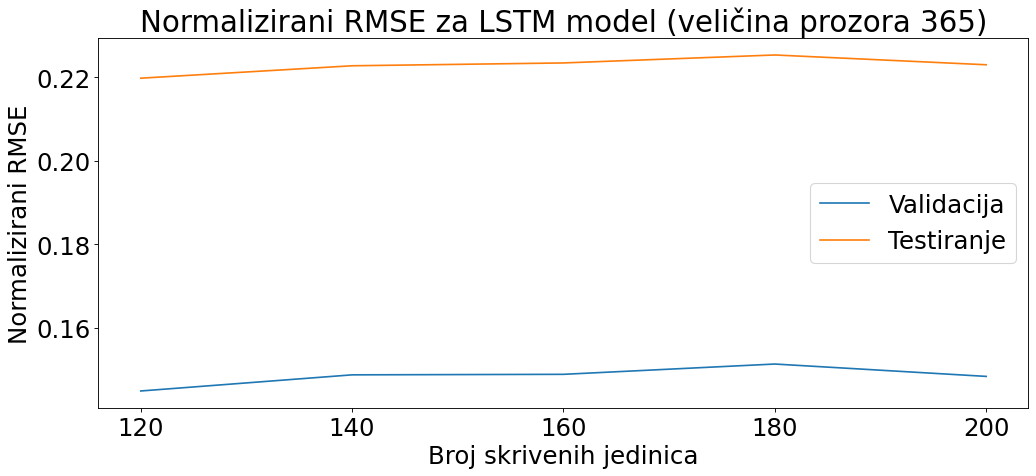 Normalizirani RMSE za LSTM model (veličina prozora 365)
Normalizirani RMSE
0.22
0.20
0.18
0.16
Validacija
Testiranje
120 140 160 180 200
Broj skrivenih jedinica